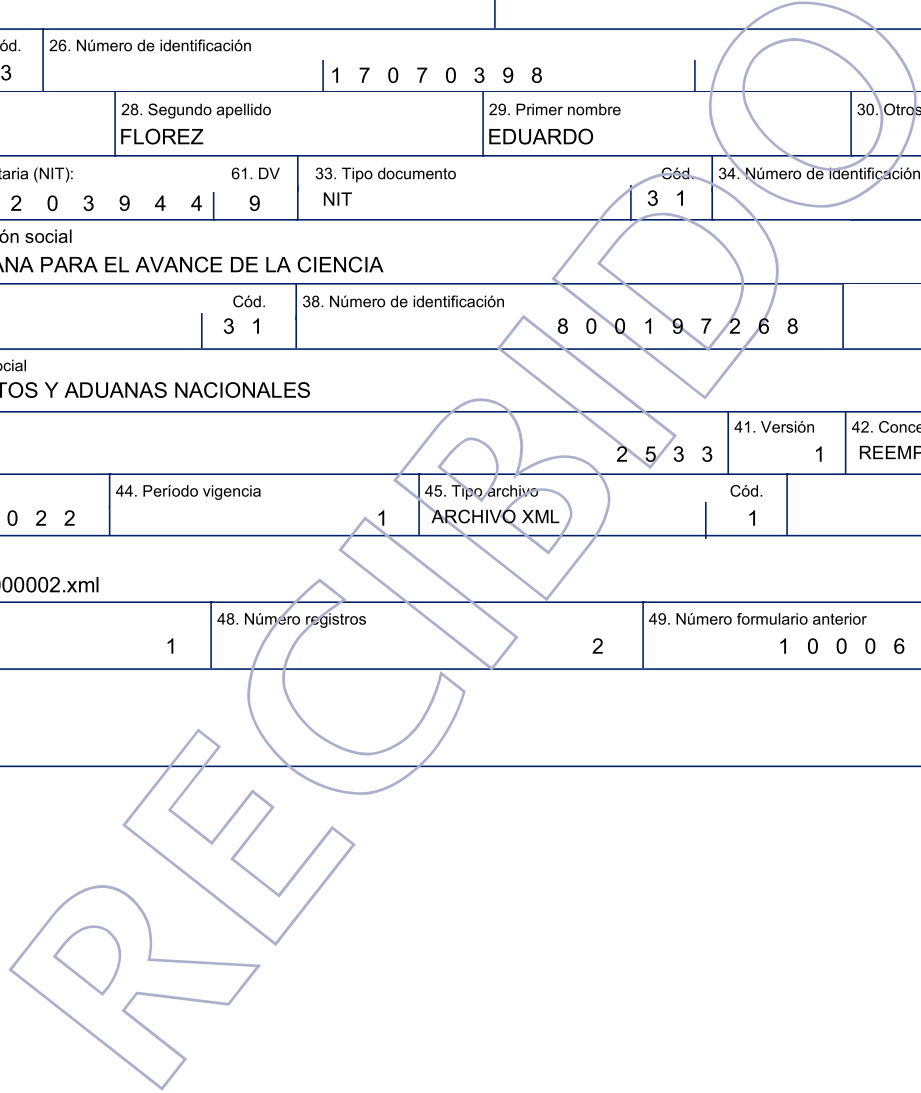 ód. 26. Número de identificación
3 1 7 0 7 0 3 9 8
28. Segundo apellido 29. Primer nombre 30. Otros
FLOREZ EDUARDO
taria (NIT): 61. DV 33. Tipo documento Cód. 34. Número de identificación
2 0 3 9 4 4 9 NIT 3 1
ón social
ANA PARA EL AVANCE DE LA CIENCIA
Cód. 38. Número de identificación
3 1 8 0 0 1 9 7 2 6 8
ocial
TOS Y ADUANAS NACIONALES
41. Versión 42. Conce
2 5 3 3 1 REEMP
44. Período vigencia 45. Tipo archivo Cód.
0 2 2 1 ARCHIVO XML 1
000002.xml
48. Número registros 49. Número formulario anterior
1 2 1 0 0 0 6
RECIBIDO